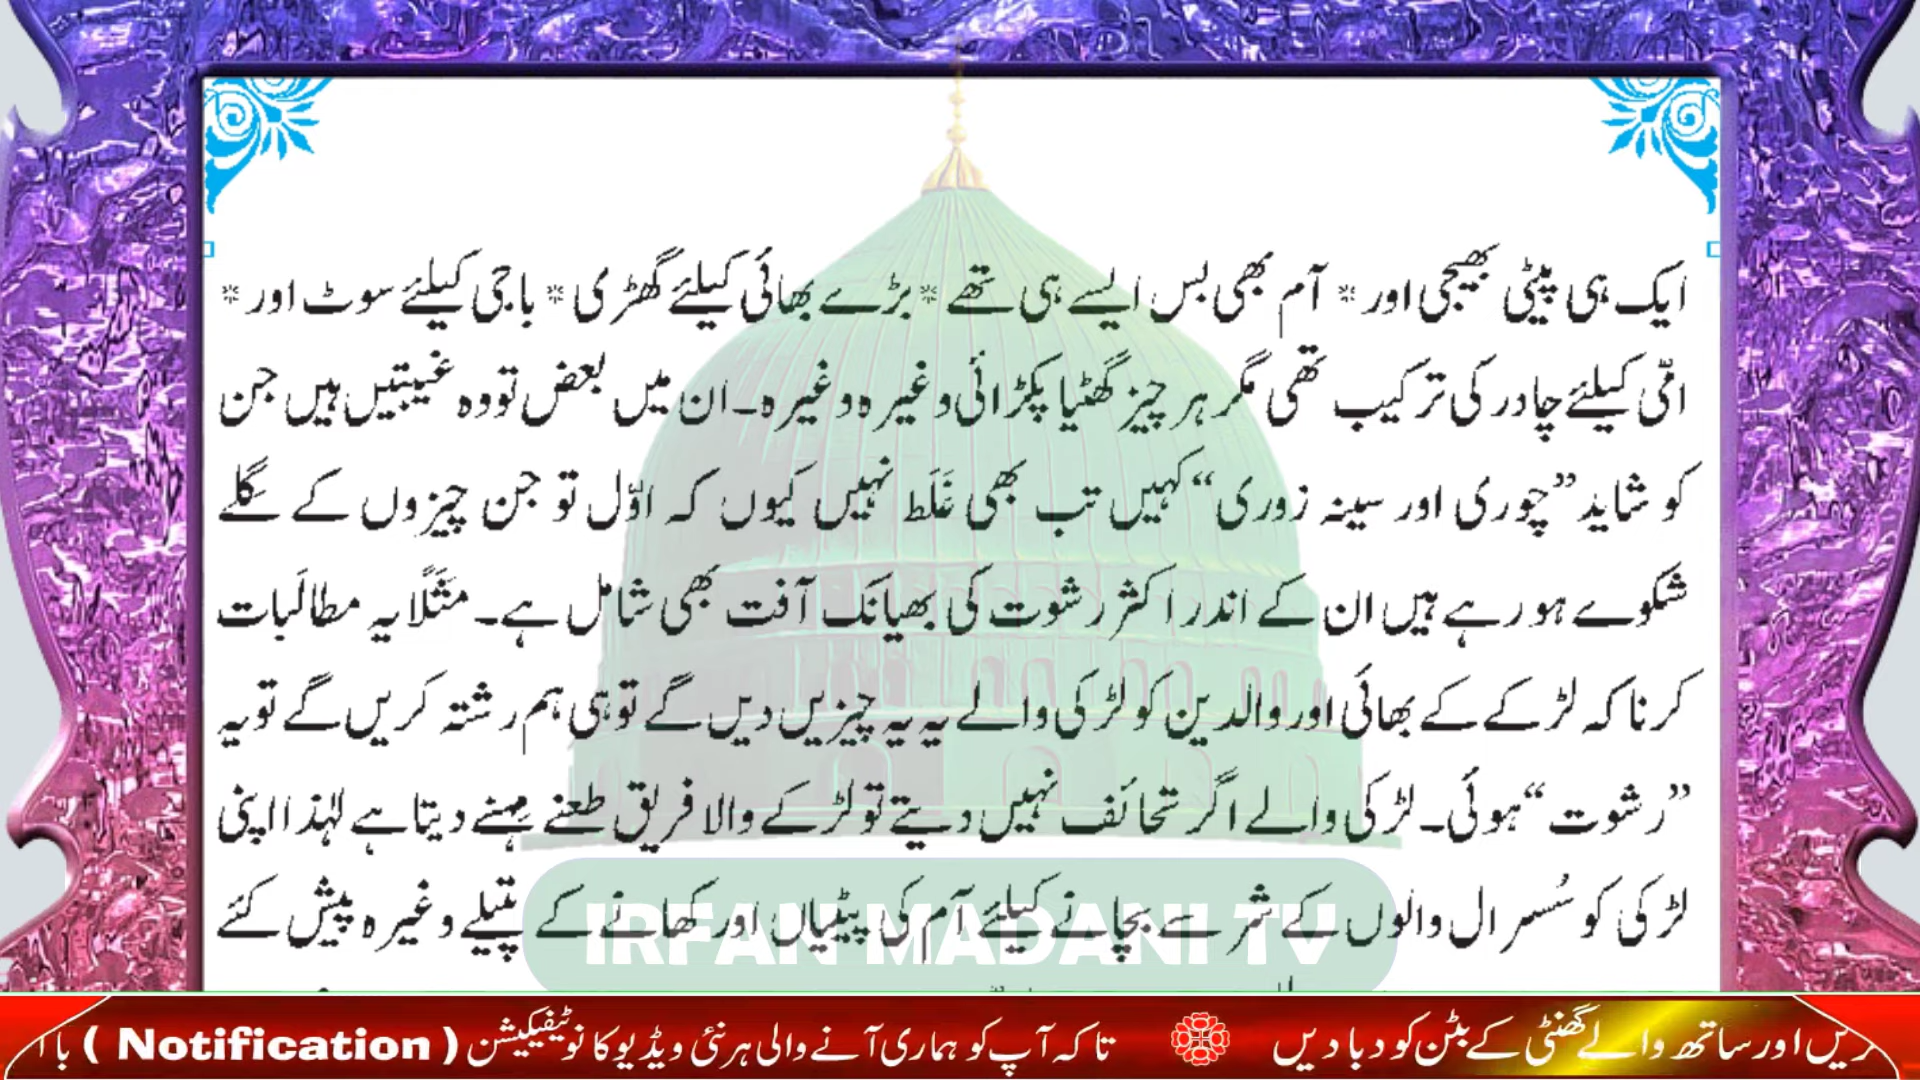 ایک ہی پیٹی بھیجی اور * آم بھی بس ایسے ہی تھے * بڑے بھائی کیلئے گھڑی * باجی کیلئے سوٹ اور *
امّی کیلئے چادر کی ترکیب تھی مگر ہر چیز گھٹیا پکڑائی وغیرہ وغیرہ۔ ان میں بعض تو وہ غیبتیں ہیں جن
کو شاید ”چوری اور سینہ زوری“ کہیں تب بھی غَلَط نہیں کیوں کہ اوّل تو جن چیزوں کے گِلے
شکوے ہو رہے ہیں ان کے اندر اکثر رشوت کی بھیانک آفت بھی شامل ہے۔ مَثَلًا یہ مطالَبات
کرنا کہ لڑکے کے بھائی اور والدین کو لڑکی والے یہ یہ چیزیں دیں گے تو ہی ہم رشتہ کریں گے تو یہ
”رشوت“ ہوئی۔ لڑکی والے اگر تحائف نہیں دیتے تو لڑکے والا فریق طعنے مِہنے دیتا ہے لہٰذا اپنی
لڑکی کو سُسرال والوں کے شر سے بچانے کیلئے آم کی پیٹیاں اور کھانے کے پتیلے وغیرہ پیش کئے
IRFAN MADANI TV
ریں اور ساتھ والے گھنٹی کے بٹن کو دبا دیں تاکہ آپ کو ہماری آنے والی ہر نئی ویڈیو کا نوٹیفیکیشن ( Notification ) با